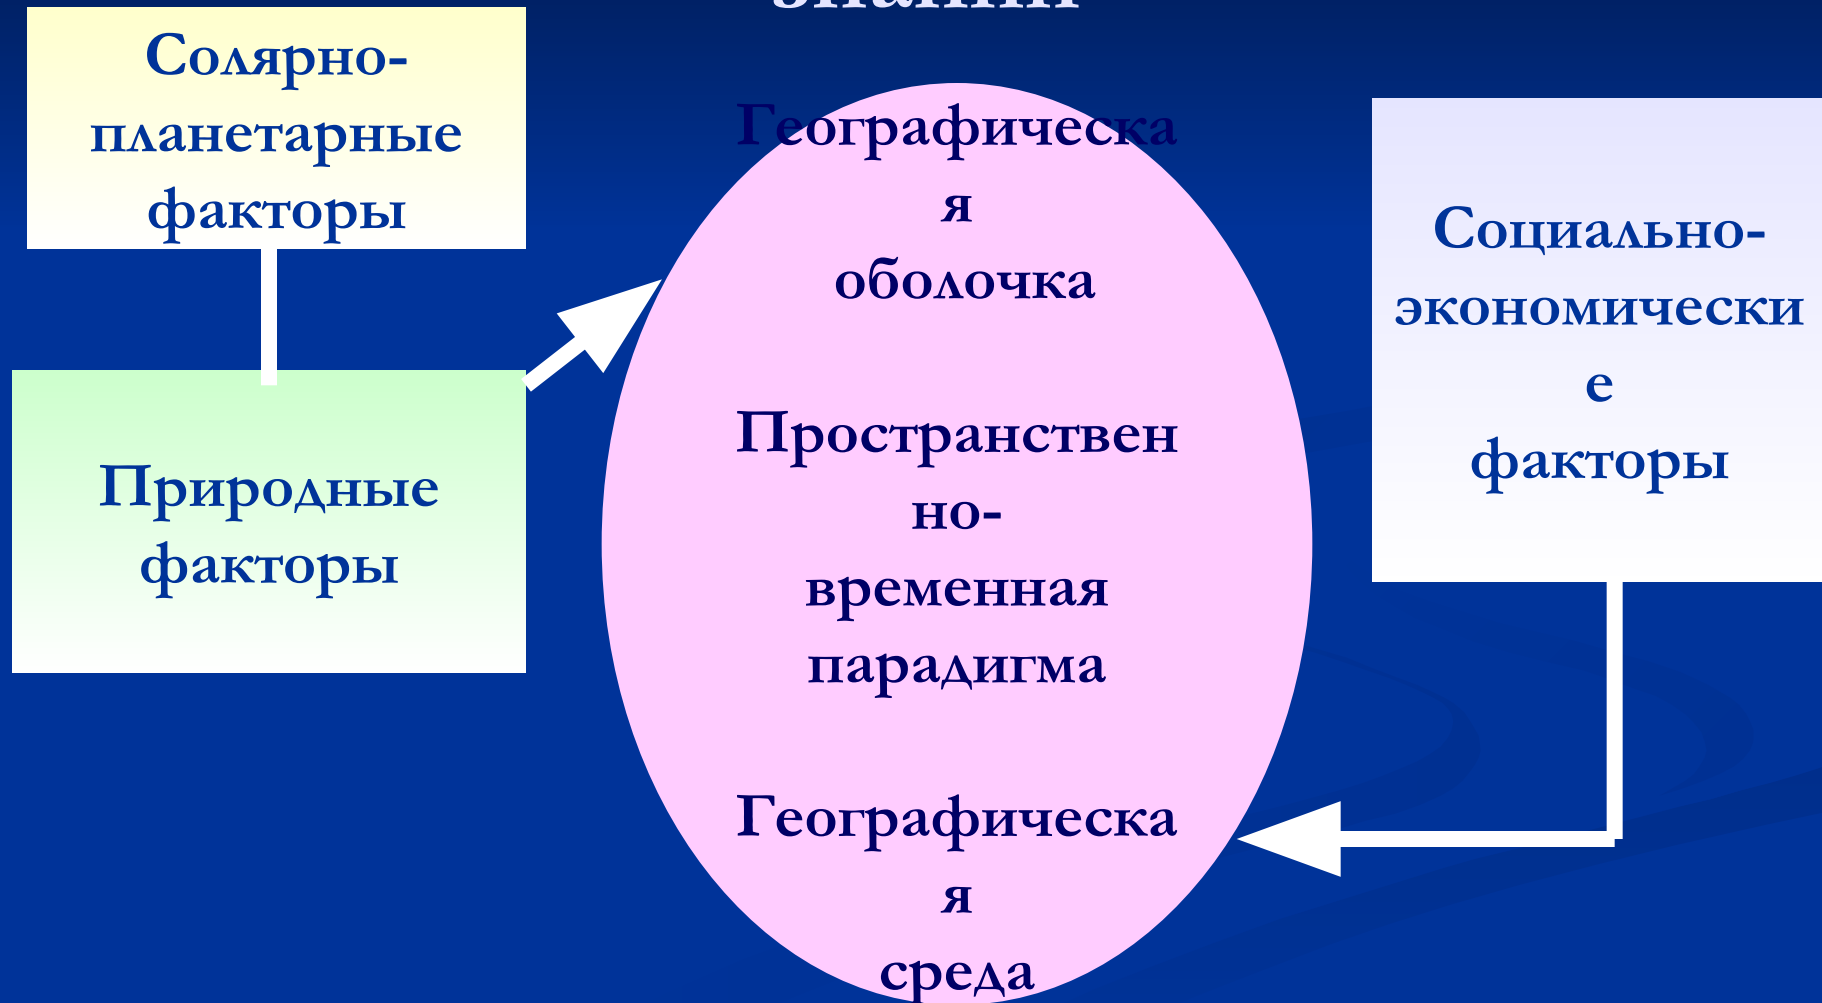 Солярно-
планетарные
факторы
Природные
факторы
Географическа
я
оболочка
Пространствен
но-
временная
парадигма
Географическа
я
среда
Социально-
экономически
е
факторы